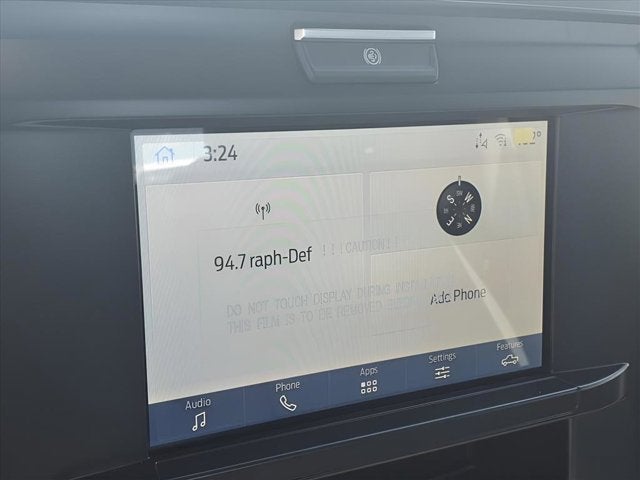 3:24
94.7 raph-Def
!!!CAUTION!!
DO NOT TOUCH DISPLAY DURING
THIS FILM IS TO BE REMOVED
Add Phone
SW
S
W
E
N
Audio
Phone
Apps
Settings
Features